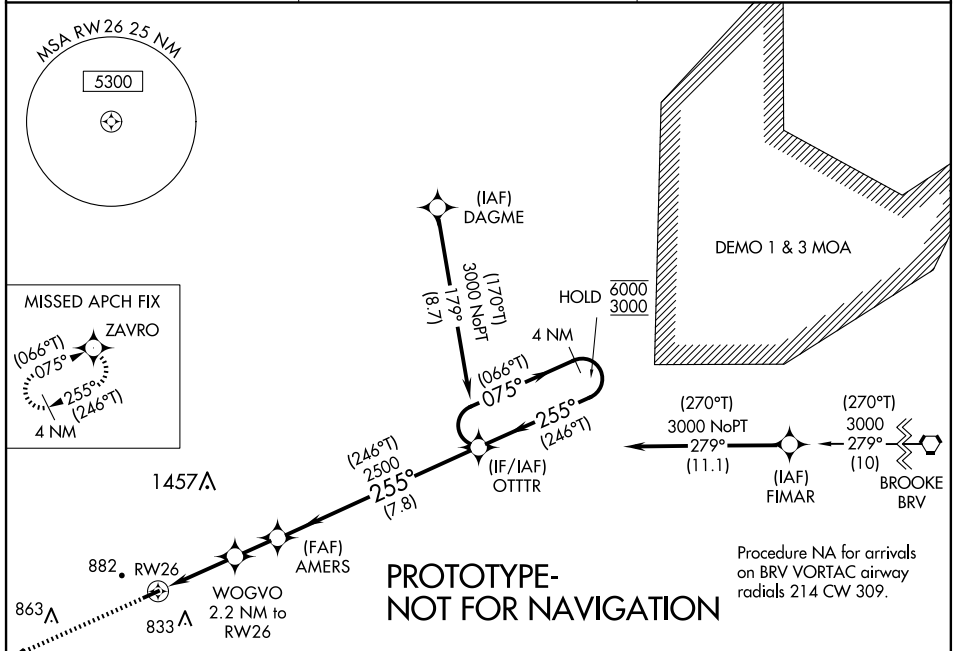 MSA RW26 25 NM
5300
(IAF)
DAGME
(170°T)
3000 NoPT
179°
(8.7)
DEMO 1 & 3 MOA
HOLD
6000
3000
4 NM
(066°T)
075°
255°
(246°T)
MISSED APCH FIX
ZAVRO
(066°T)
075°
255°
(246°T)
4 NM
(270°T)
3000 NoPT
279°
(11.1)
(IAF)
FIMAR
(270°T)
3000
279°
(10)
BROOKE
BRV
(IF/IAF)
OTTTR
(246°T)
2500
255°
(7.8)
1457
(FAF)
AMERS
882
RW26
WOGVO
2.2 NM to
RW26
863
833
PROTOTYPE-
NOT FOR NAVIGATION
Procedure NA for arrivals
on BRV VORTAC airway
radials 214 CW 309.